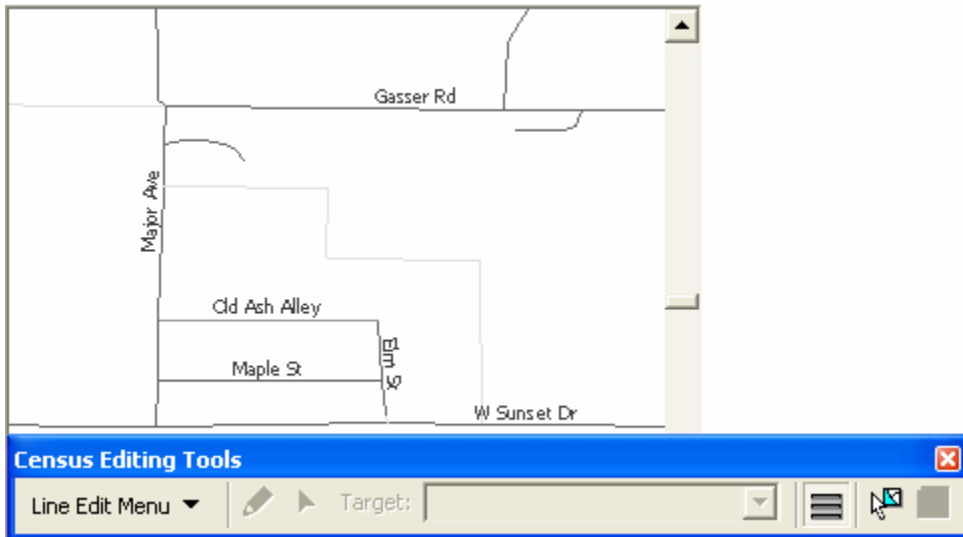 Gasser Rd
Major Ave
Old Ash Alley
Elm St
Maple St
W Sunset Dr
Census Editing Tools
Line Edit Menu
Target: